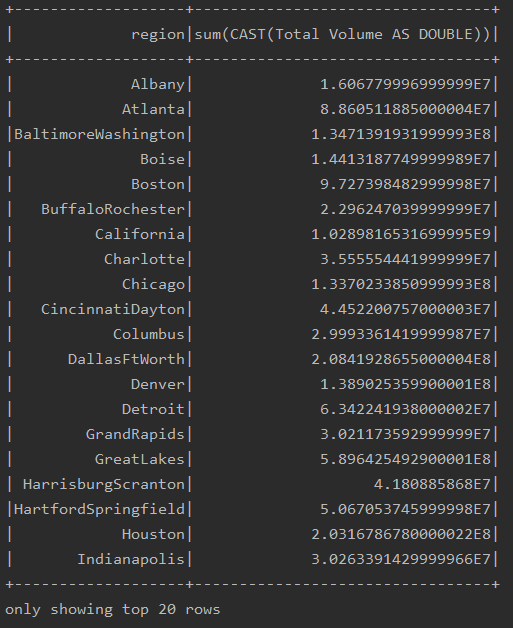 +------------------+--------------------------------+
|            region|sum(CAST(Total Volume AS DOUBLE))|
+------------------+--------------------------------+
|            Albany|            1.606779996999999E7|
|           Atlanta|            8.860511885000004E7|
|BaltimoreWashington|           1.3471391931999993E8|
|             Boise|           1.4413187749999989E7|
|            Boston|            9.727398482999998E7|
|  BuffaloRochester|            2.296247039999999E7|
|        California|           1.0289816531699995E9|
|         Charlotte|            3.555554441999999E7|
|           Chicago|           1.3370233850999993E8|
|  CincinnatiDayton|            4.452200757000003E7|
|          Columbus|           2.9993361419999987E7|
|     DallasFtWorth|           2.0841928655000004E8|
|            Denver|            1.389025359900001E8|
|           Detroit|            6.342241938000002E7|
|       GrandRapids|            3.021173592999999E7|
|        GreatLakes|            5.896425492900001E8|
| HarrisburgScranton|                 4.180885868E7|
|HartfordSpringfield|            5.067053745999998E7|
|           Houston|           2.0316786780000022E8|
|      Indianapolis|           3.0263391429999966E7|
+------------------+--------------------------------+
only showing top 20 rows